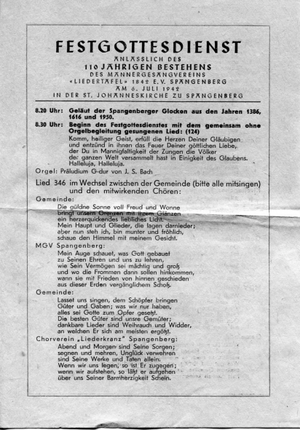 FESTGOTTESDIENST
ANLÄSSLICH DES
110 JÄHRIGEN BESTEHENS
DES MÄNNERGESANGVEREINS
»LIEDERTAFEL« 1842 E.V. SPANGENBERG
AM 6. JULI 1952
IN DER ST. JOHANNESKIRCHE ZU SPANGENBERG
8.20 Uhr: Geläut der Spangenberger Glocken aus den Jahren 1386,
1616 und 1950.
8.30 Uhr: Beginn des Festgottesdienstes mit dem gemeinsam ohne
Orgelbegleitung gesungenen Lied: (124)
Komm, heiliger Geist, erfüll die Herzen Deiner Gläubigen
und entzünd in ihnen das Feuer Deiner göttlichen Liebe,
der Du in Mannigfaltigkeit der Zungen die Völker
der ganzen Welt versammelt hast in Einigkeit des Glaubens.
Halleluja, Halleluja.
Orgel: Präludium G-dur von J. S. Bach
Lied 346 im Wechsel zwischen der Gemeinde (bitte alle mitsingen)
und den mitwirkenden Chören:
Gemeinde:
Die güldne Sonne voll Freud und Wonne
bringt unsern Grenzen mit ihrem Glänzen
ein herzerquickendes liebliches Licht.
Mein Haupt und Glieder, die lagen darnieder;
aber nun steh ich, bin munter und fröhlich,
schaue den Himmel mit meinem Gesicht.
MGV Spangenberg:
Mein Auge schauet, was Gott gebauet
zu Seinen Ehren und uns zu lehren,
wie Sein Vermögen sei mächtig und groß
und wo die Frommen dann sollen hinkommen,
wann sie mit Frieden von hinnen geschieden
aus dieser Erden vergänglichem Schoß.
Gemeinde:
Lasset uns singen, dem Schöpfer bringen
Güter und Gaben; was wir nur haben,
alles sei Gotte zum Opfer gesetzt.
Die besten Güter sind unsre Gemüter;
dankbare Lieder sind Weihrauch und Widder,
an welchen Er sich am meisten ergötzt.
Chorverein „Liederkranz" Spangenberg:
Abend und Morgen sind Seine Sorgen;
segnen und mehren, Unglück verwehren
sind Seine Werke und Taten allein.
Wenn wir uns legen, so ist Er zugegen;
wenn wir aufstehen, so läßt er aufgehen
über uns Seiner Barmherzigkeit Schein.